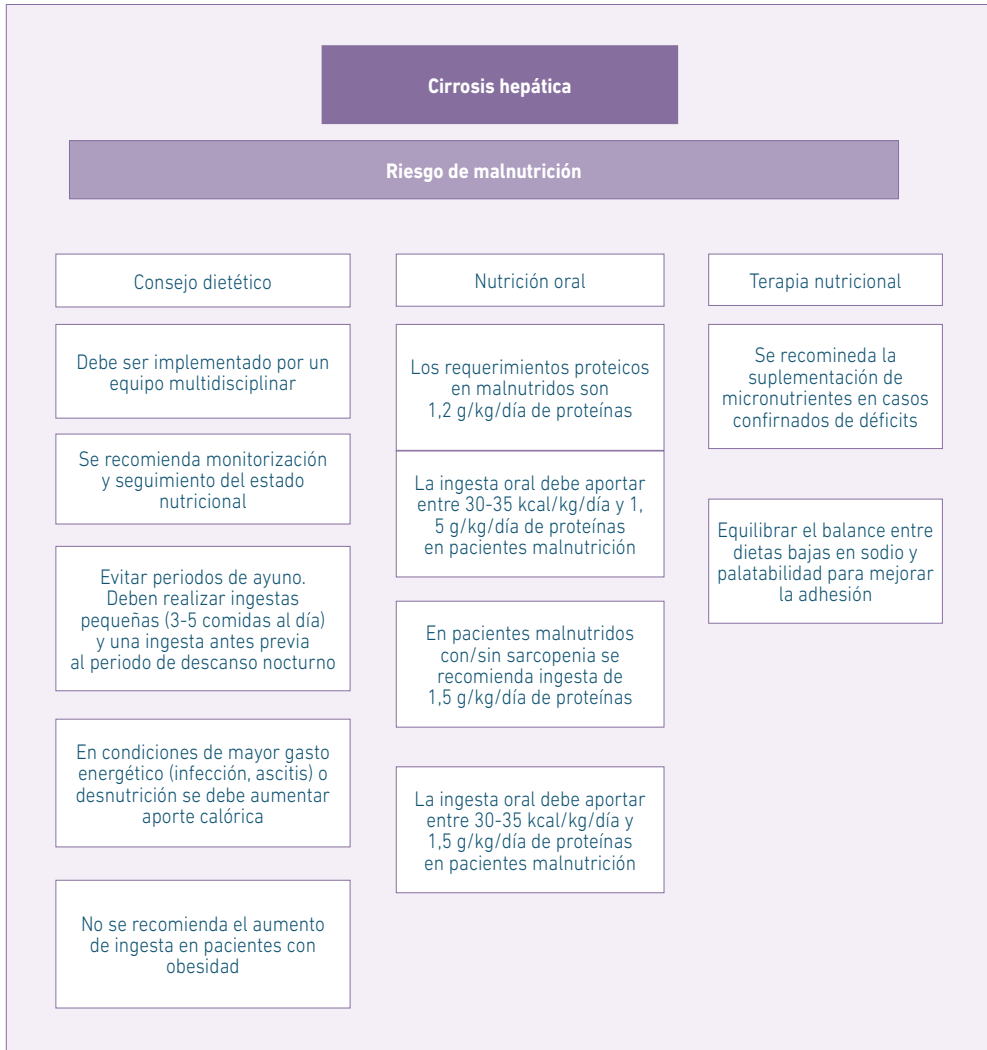 Cirrosis hepática
Riesgo de malnutrición
Consejo dietético
Debe ser implementado por un
equipo multidisciplinar
Se recomienda monitorización
y seguimiento del estado
nutricional
Evitar periodos de ayuno.
Deben realizar ingestas
pequeñas (3-5 comidas al día)
y una ingesta antes previa
al periodo de descanso nocturno
En condiciones de mayor gasto
energético (infección, ascitis) o
desnutrición se debe aumentar
aporte calórica
No se recomienda el aumento
de ingesta en pacientes con
obesidad
Nutrición oral
Los requerimientos proteicos
en malnutridos son
1,2 g/kg/día de proteínas
La ingesta oral debe aportar
entre 30-35 kcal/kg/día y 1,
5 g/kg/día de proteínas
en pacientes malnutrición
En pacientes malnutridos
con/sin sarcopenia se
recomienda ingesta de
1,5 g/kg/día de proteínas
La ingesta oral debe aportar
entre 30-35 kcal/kg/día y
1,5 g/kg/día de proteínas
en pacientes malnutrición
Terapia nutricional
Se recomineda la
suplementación de
micronutrientes en casos
confirmados de déficits
Equilibrar el balance entre
dietas bajas en sodio y
palatabilidad para mejorar
la adhesión